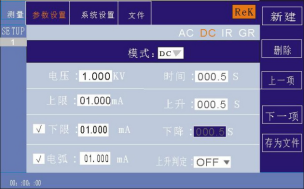 测量 参数设置 系统设置 文件 ReK 新建
SETUP AC DC IR GR
1
模式: DC 删除
电压: 1.000 KV 时间: 000.5 S
上限: 01.000 mA 上升: 000.5 S 上一项
下限: 01.000 mA 下降: 000.5 S 下一项
电弧: 01.000 mA 上升判定: OFF 存为文件
00: 00: 00